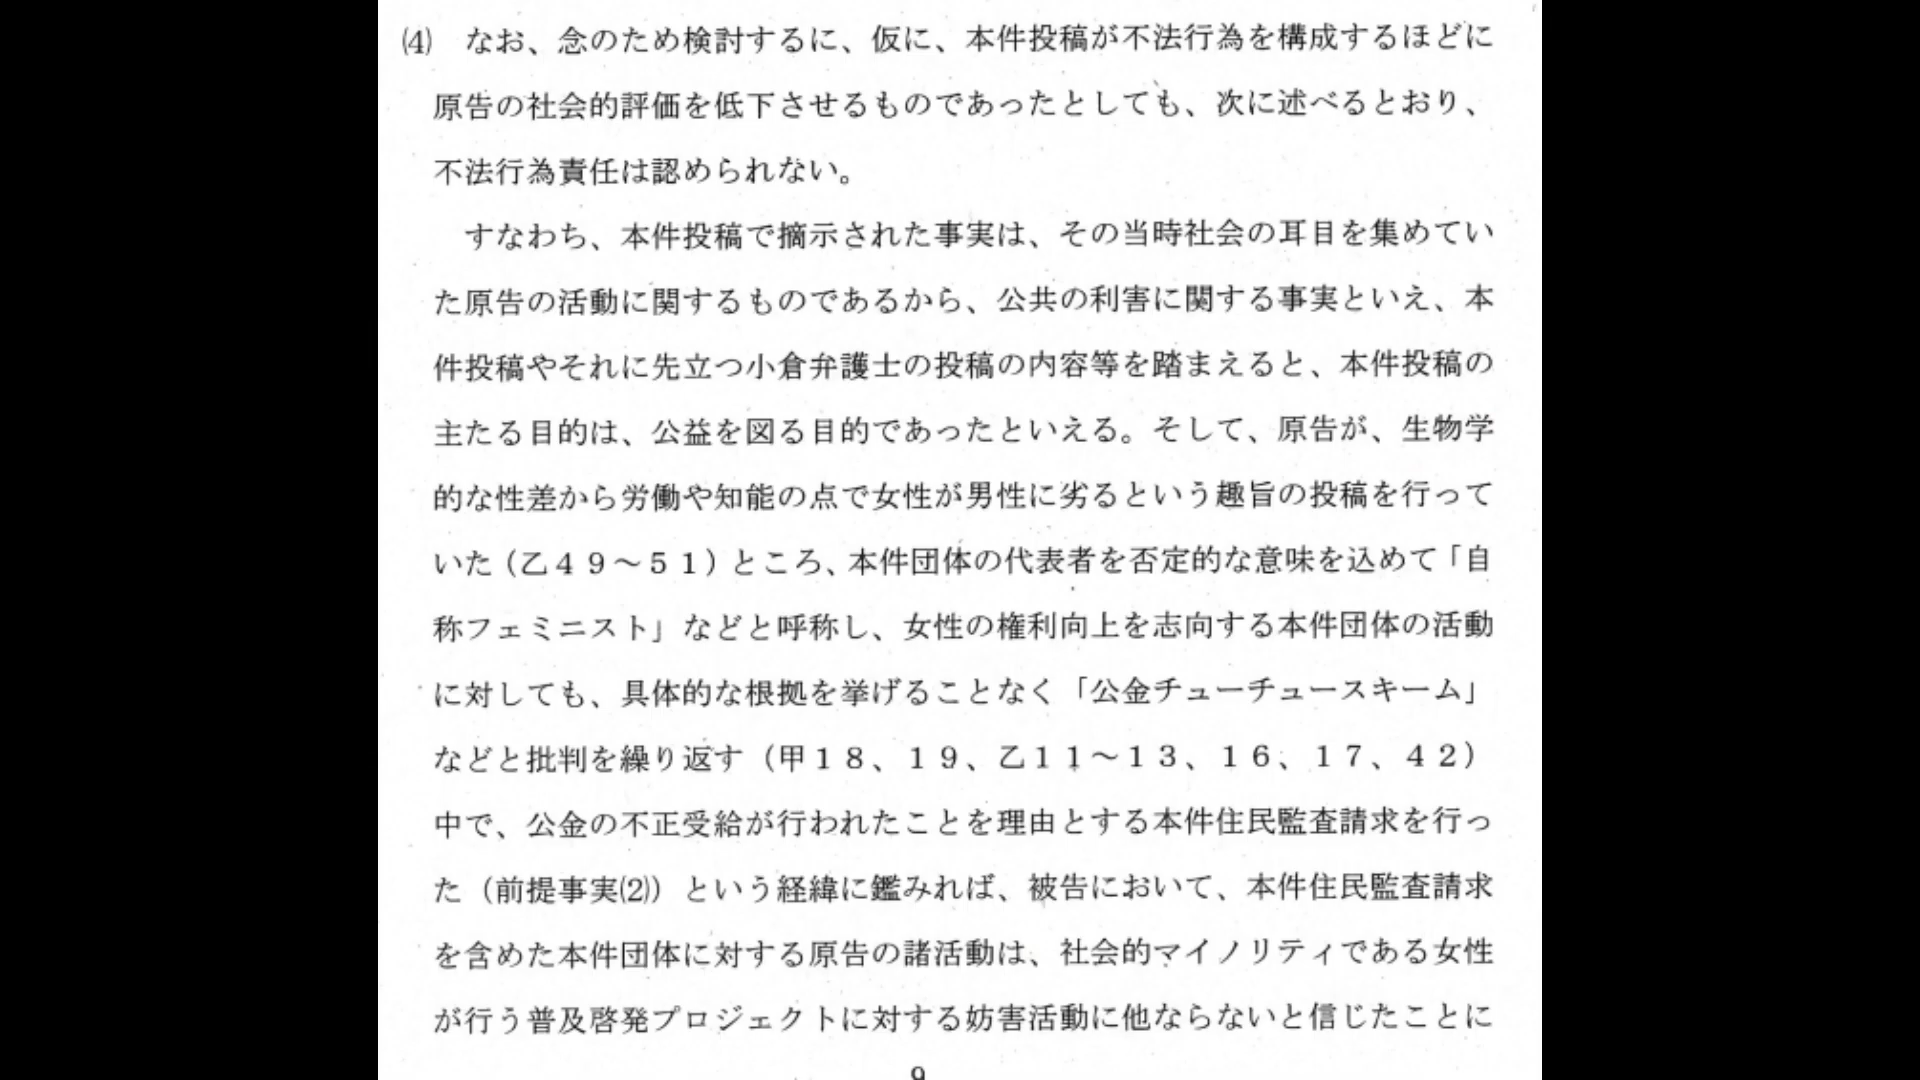 ⑷　なお、念のため検討するに、仮に、本件投稿が不法行為を構成するほどに
原告の社会的評価を低下させるものであったとしても、次に述べるとおり、
不法行為責任は認められない。
すなわち、本件投稿で摘示された事実は、その当時社会の耳目を集めてい
た原告の活動に関するものであるから、公共の利害に関する事実といえ、本
件投稿やそれに先立つ小倉弁護士の投稿の内容等を踏まえると、本件投稿の
主たる目的は、公益を図る目的であったといえる。そして、原告が、生物学
的な性差から労働や知能の点で女性が男性に劣るという趣旨の投稿を行って
いた（乙４９～５１）ところ、本件団体の代表者を否定的な意味を込めて「自
称フェミニスト」などと呼称し、女性の権利向上を志向する本件団体の活動
に対しても、具体的な根拠を挙げることなく「公金チューチュースキーム」
などと批判を繰り返す（甲１８、１９、乙１１～１３、１６、１７、４２）
中で、公金の不正受給が行われたことを理由とする本件住民監査請求を行っ
た（前提事実⑵）という経緯に鑑みれば、被告において、本件住民監査請求
を含めた本件団体に対する原告の諸活動は、社会的マイノリティである女性
が行う普及啓発プロジェクトに対する妨害活動に他ならないと信じたことに
9